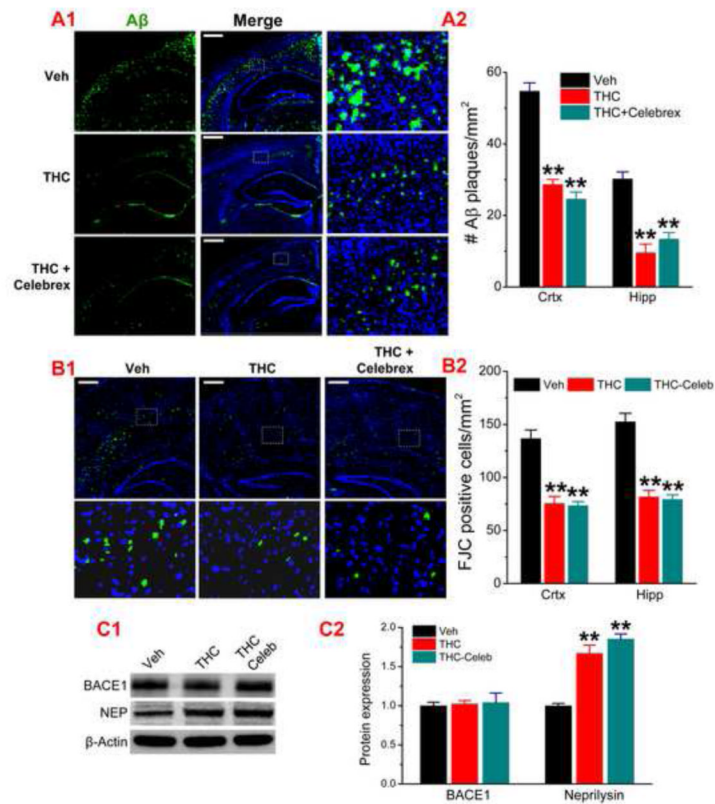 A1
Aβ
Merge
Veh
THC
THC +
Celebrex
A2
Veh
THC
THC+Celebrex
# Aβ plaques/mm²
60
40
20
0
**
**
**
**
Crtx
Hipp
B1
Veh
THC
THC +
Celebrex
B2
Veh
THC
THC-Celeb
FJC positive cells/mm²
200
150
100
50
0
**
**
**
**
Crtx
Hipp
C1
Veh
THC
THC
Celeb
BACE1
NEP
β-Actin
C2
Veh
THC
THC-Celeb
Protein expression
2.0
1.5
1.0
0.5
0.0
**
**
BACE1
Neprilysin